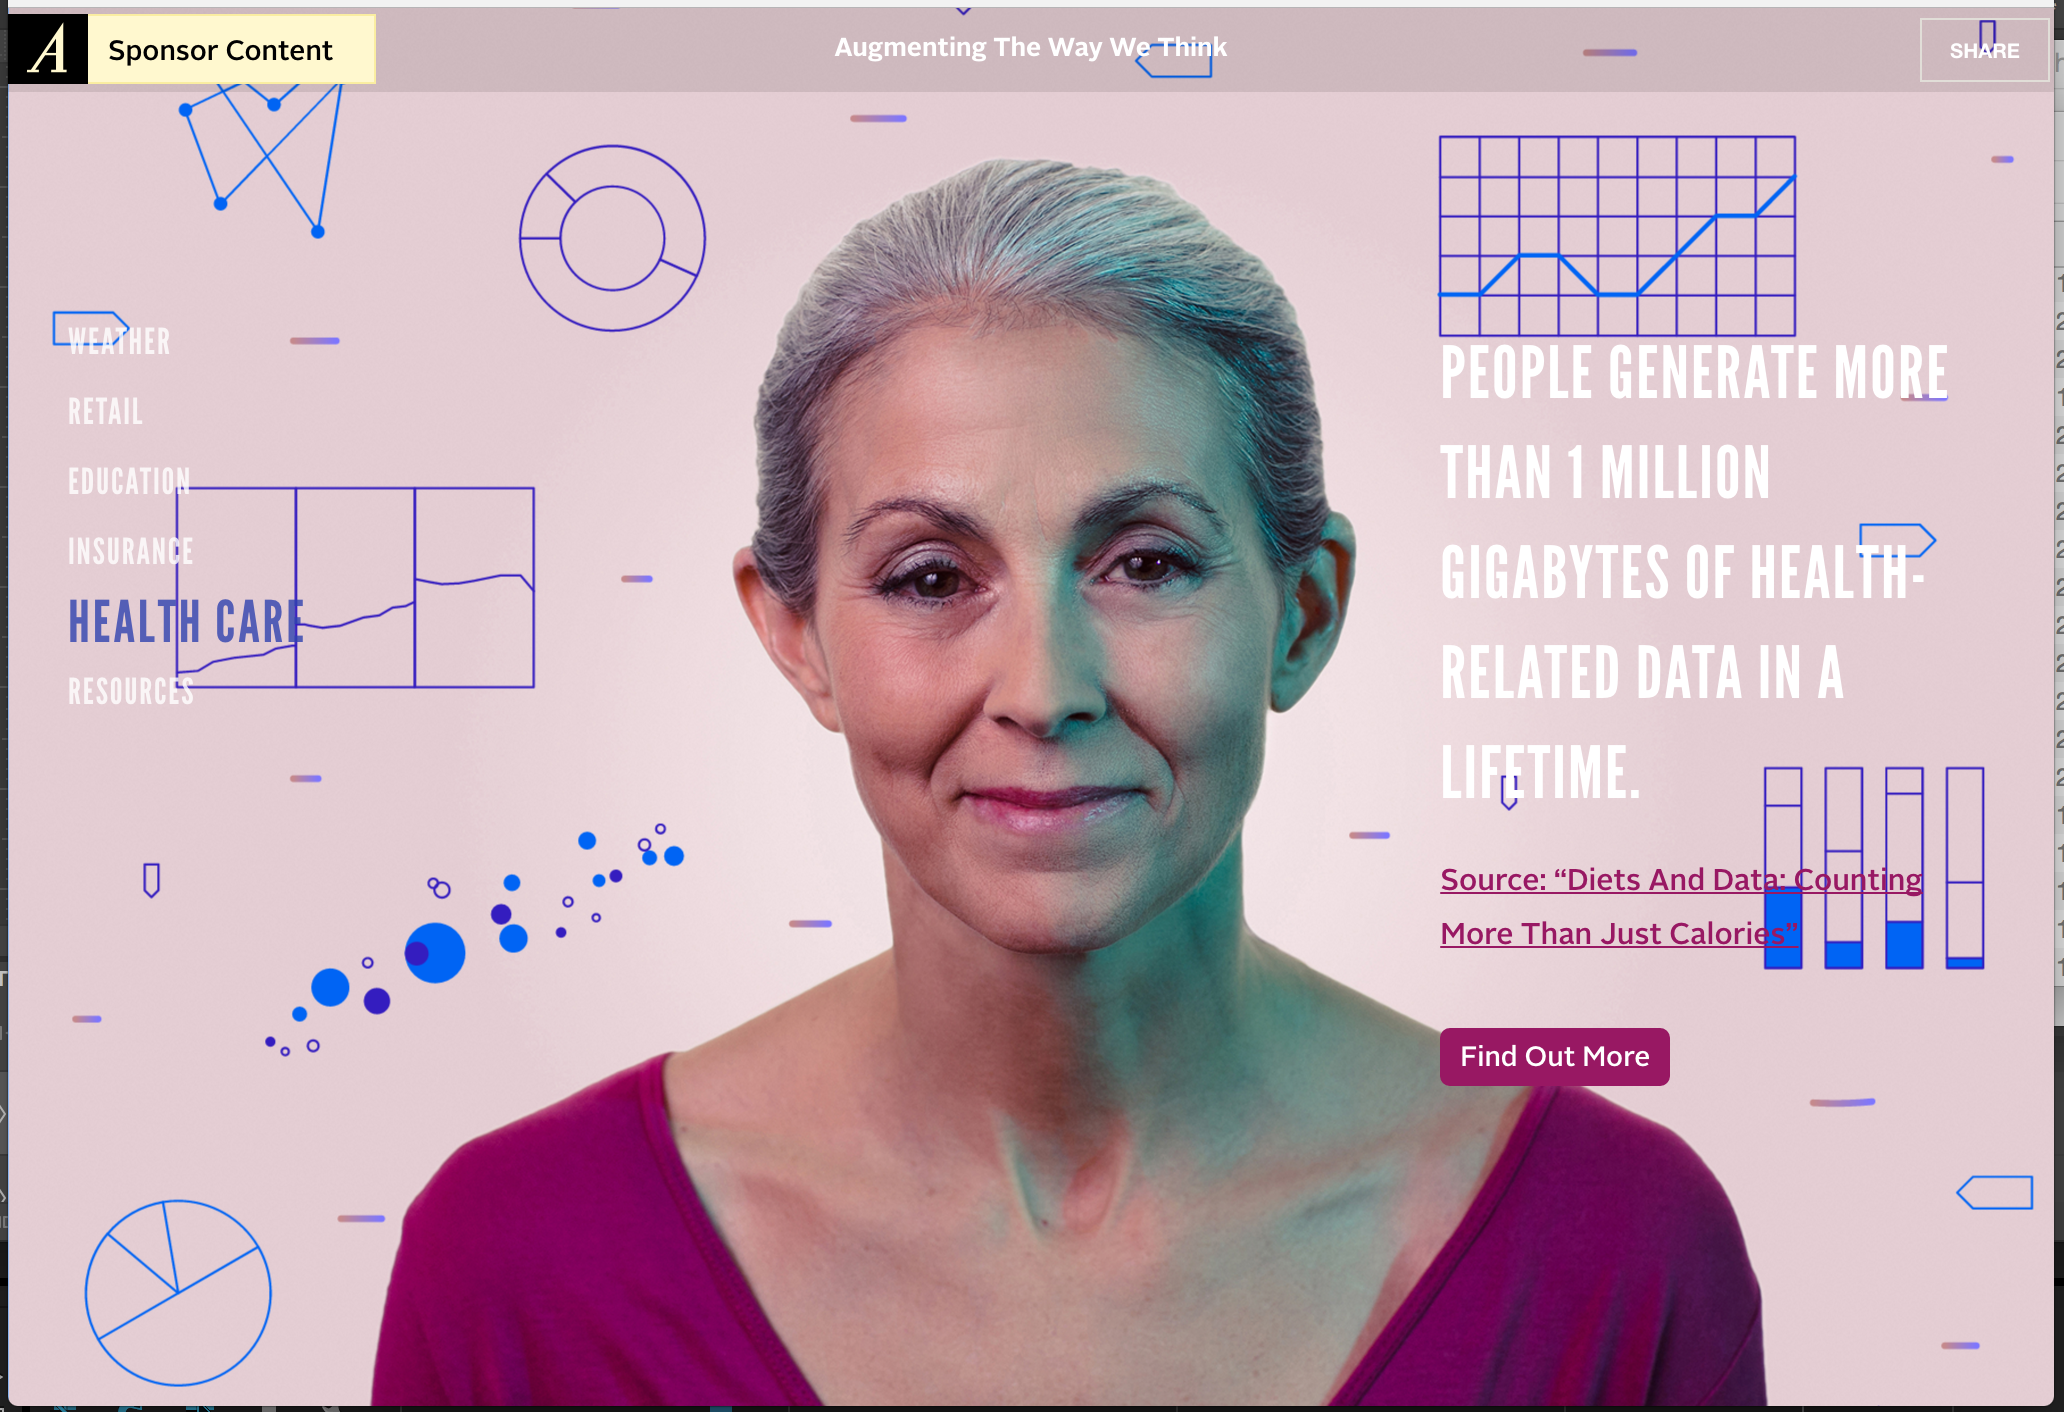 A
Sponsor Content
Augmenting The Way We Think
SHARE
WEATHER
RETAIL
EDUCATION
INSURANCE
HEALTH CARE
RESOURCES
PEOPLE GENERATE MORE
THAN 1 MILLION
GIGABYTES OF HEALTH-
RELATED DATA IN A
LIFETIME.
Source: “Diets And Data: Counting
More Than Just Calories”
Find Out More